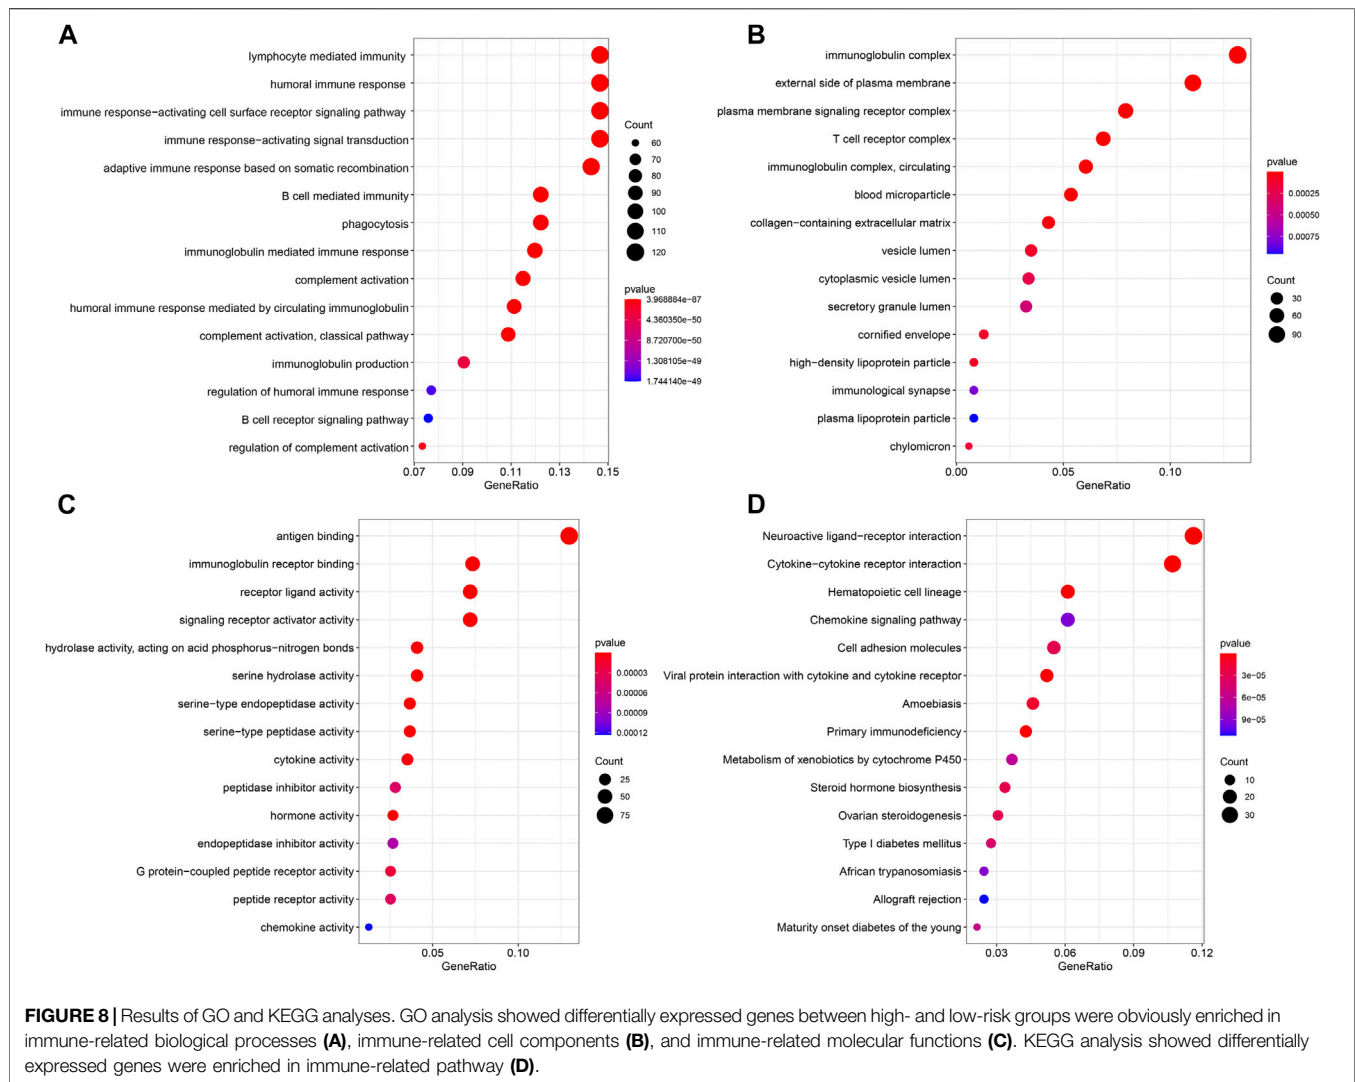 A
lymphocyte mediated immunity
humoral immune response
immune response−activating cell surface receptor signaling pathway
immune response−activating signal transduction
adaptive immune response based on somatic recombination
B cell mediated immunity
phagocytosis
immunoglobulin mediated immune response
complement activation
humoral immune response mediated by circulating immunoglobulin
complement activation, classical pathway
immunoglobulin production
regulation of humoral immune response
B cell receptor signaling pathway
regulation of complement activation
0.07 0.09 0.11 0.13 0.15
GeneRatio
Count
60
70
80
90
100
110
120
pvalue
3.968884e−87
4.360350e−50
8.720700e−50
1.308105e−49
1.744140e−49
B
immunoglobulin complex
external side of plasma membrane
plasma membrane signaling receptor complex
T cell receptor complex
immunoglobulin complex, circulating
blood microparticle
collagen−containing extracellular matrix
vesicle lumen
cytoplasmic vesicle lumen
secretory granule lumen
cornified envelope
high−density lipoprotein particle
immunological synapse
plasma lipoprotein particle
chylomicron
0.00 0.05 0.10
GeneRatio
pvalue
0.00025
0.00050
0.00075
Count
30
60
90
C
antigen binding
immunoglobulin receptor binding
receptor ligand activity
signaling receptor activator activity
hydrolase activity, acting on acid phosphorus−nitrogen bonds
serine hydrolase activity
serine−type endopeptidase activity
serine−type peptidase activity
cytokine activity
peptidase inhibitor activity
hormone activity
endopeptidase inhibitor activity
G protein−coupled peptide receptor activity
peptide receptor activity
chemokine activity
0.05 0.10
GeneRatio
pvalue
0.00003
0.00006
0.00009
0.00012
Count
25
50
75
D
Neuroactive ligand−receptor interaction
Cytokine−cytokine receptor interaction
Hematopoietic cell lineage
Chemokine signaling pathway
Cell adhesion molecules
Viral protein interaction with cytokine and cytokine receptor
Amoebiasis
Primary immunodeficiency
Metabolism of xenobiotics by cytochrome P450
Steroid hormone biosynthesis
Ovarian steroidogenesis
Type I diabetes mellitus
African trypanosomiasis
Allograft rejection
Maturity onset diabetes of the young
0.03 0.06 0.09 0.12
GeneRatio
pvalue
3e−05
6e−05
9e−05
Count
10
20
30
FIGURE 8 | Results of GO and KEGG analyses. GO analysis showed differentially expressed genes between high- and low-risk groups were obviously enriched in
immune-related biological processes (A), immune-related cell components (B), and immune-related molecular functions (C). KEGG analysis showed differentially
expressed genes were enriched in immune-related pathway (D).